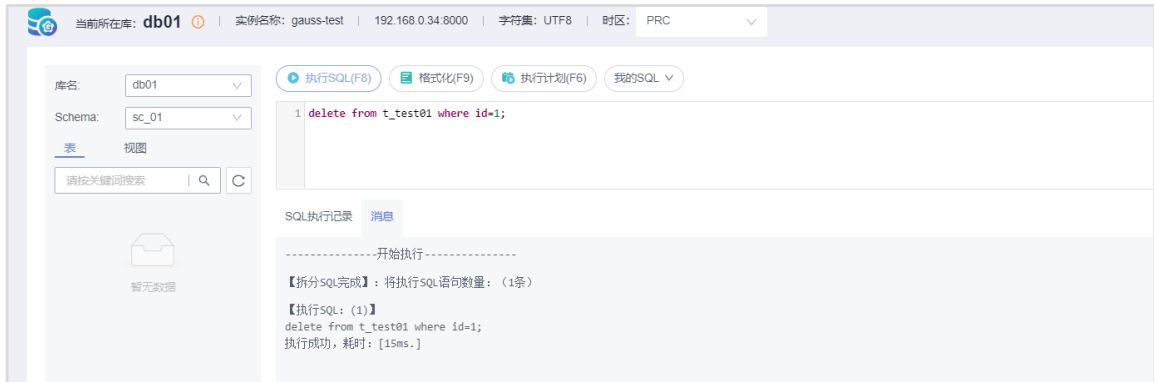 当前所在库: db01 | 实例名称: gauss-test | 192.168.0.34:8000 | 字符集: UTF8 | 时区: PRC
库名: db01
Schema: sc_01
表 视图
请按关键词搜索
暂无数据
执行SQL(F8) 格式化(F9) 执行计划(F6) 我的SQL
1 delete from t_test01 where id=1;
SQL执行记录 消息
---------------开始执行---------------
【拆分SQL完成】：将执行SQL语句数量：（1条）
【执行SQL：(1)】
delete from t_test01 where id=1;
执行成功，耗时：[15ms.]